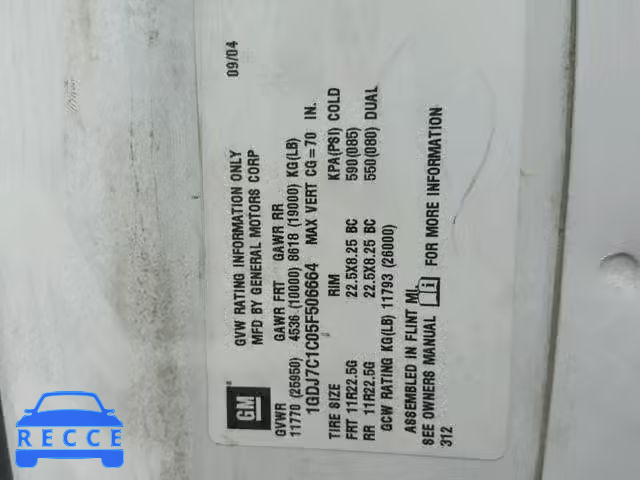 GM
GVW RATING INFORMATION ONLY
MFD BY GENERAL MOTORS CORP
09/04
GVWR GAWR FRT GAWR RR
11770 (25950) 4536 (10000) 8618 (19000) KG(LB)
1GDJ7C1C05F506664 MAX VERT CG=70 IN.
TIRE SIZE RIM KPA(PSI) COLD
FRT 11R22.5G 22.5X8.25 BC 590(085)
RR 11R22.5G 22.5X8.25 BC 550(080) DUAL
GCW RATING KG(LB) 11793 (26000)
ASSEMBLED IN FLINT MI.
SEE OWNERS MANUAL FOR MORE INFORMATION
312
RECCE